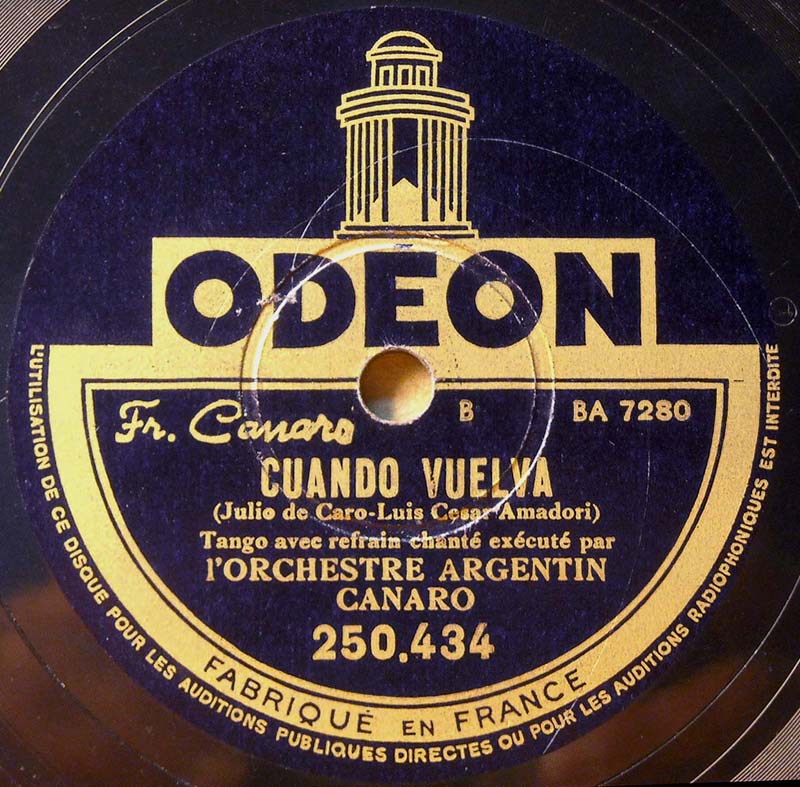 ODEON
Fr. Canaro
B
BA 7280
CUANDO VUELVA
(Julio de Caro-Luis Cesar Amadori)
Tango avec refrain chanté exécuté par
l'ORCHESTRE ARGENTIN
CANARO
250.434
FABRIQUÉ EN FRANCE
L'UTILISATION DE CE DISQUE POUR LES AUDITIONS PUBLIQUES DIRECTES OU POUR LES AUDITIONS RADIOPHONIQUES EST INTERDITE